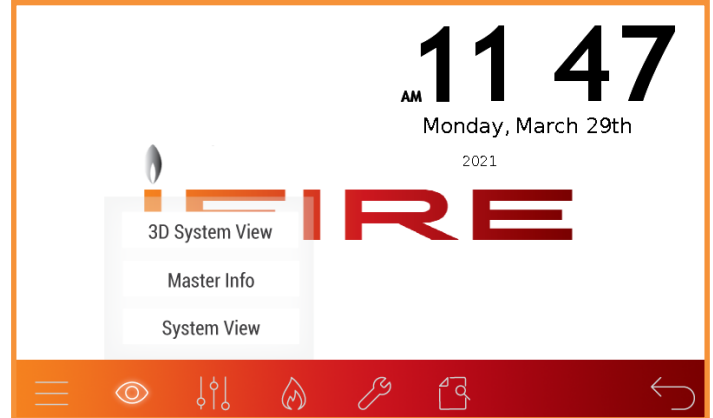 11 47
AM
Monday, March 29th
2021
iFIRE
3D System View
Master Info
System View